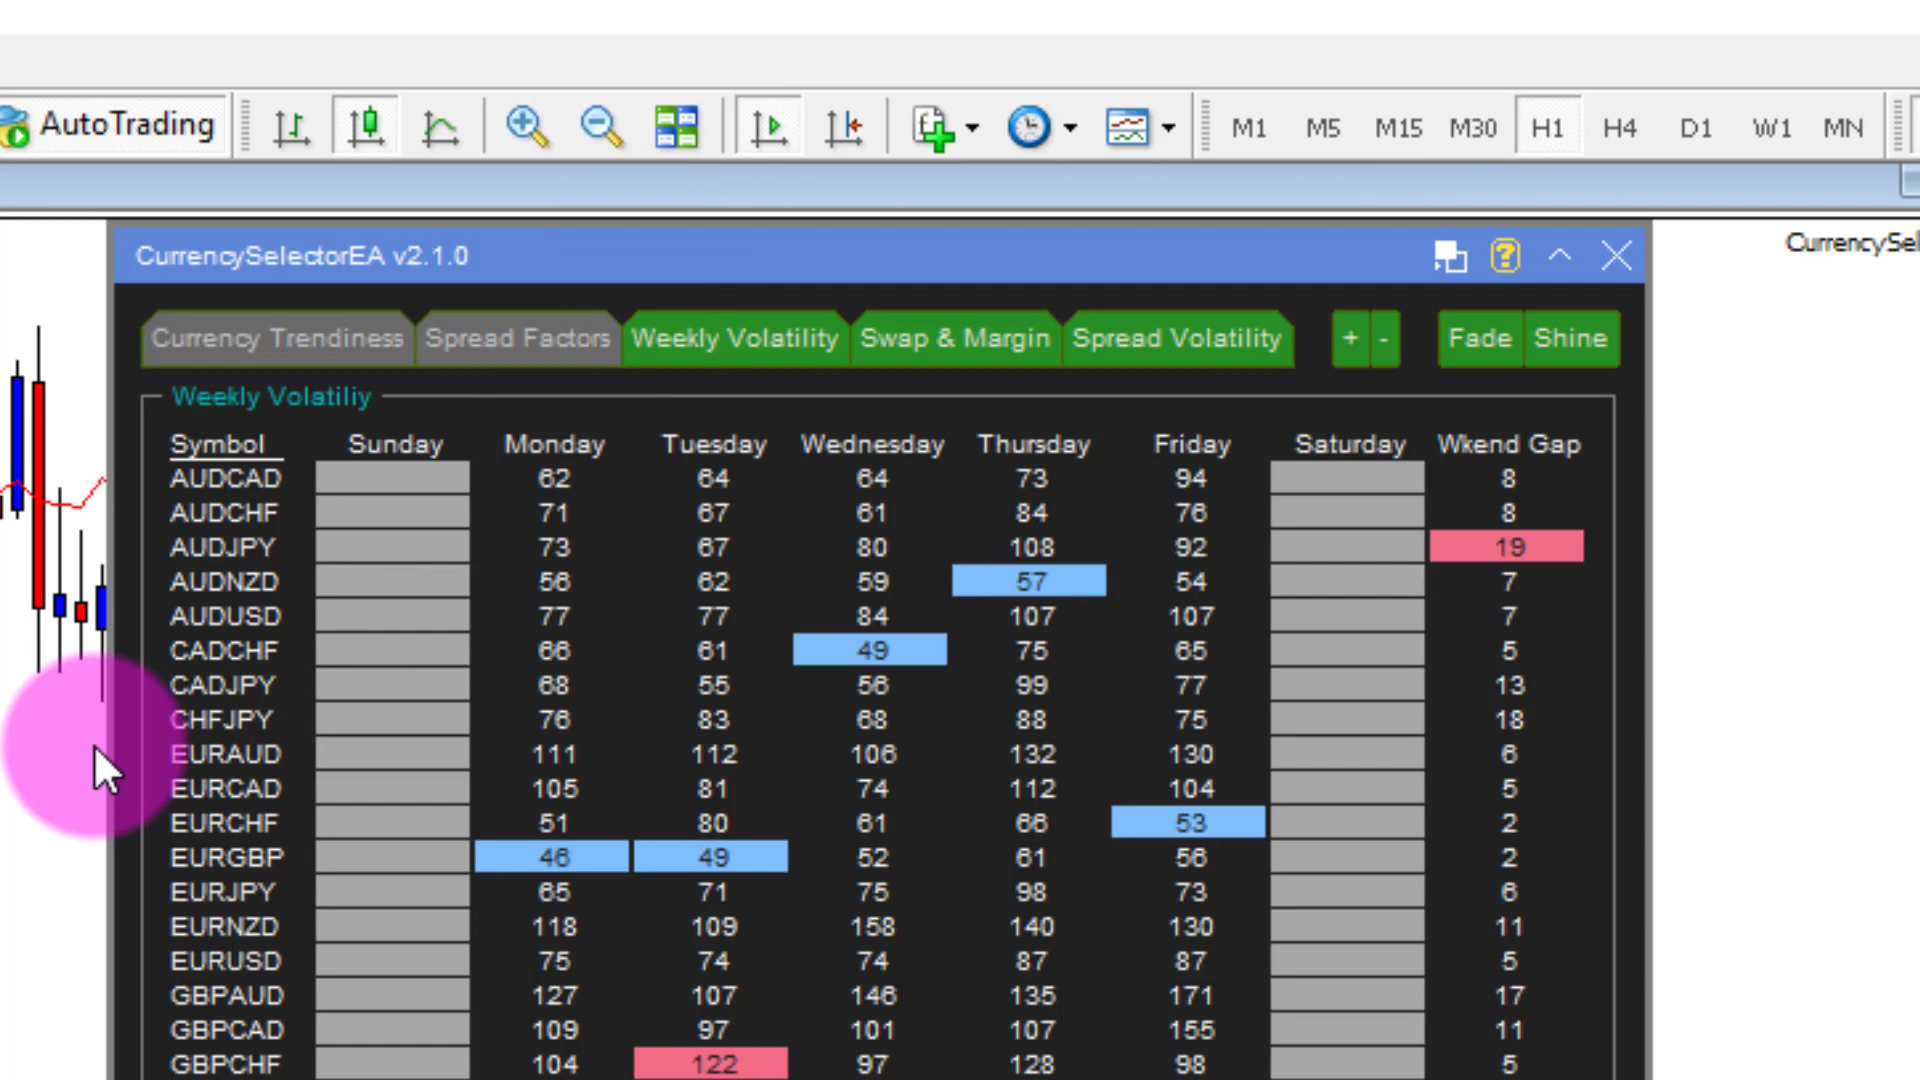 AutoTrading M1 M5 M15 M30 H1 H4 D1 W1 MN
CurrencySelectorEA v2.1.0
Currency Trendiness Spread Factors Weekly Volatility Swap & Margin Spread Volatility + - Fade Shine
Weekly Volatiliy
Symbol Sunday Monday Tuesday Wednesday Thursday Friday Saturday Wkend Gap
AUDCAD 62 64 64 73 94 8
AUDCHF 71 67 61 84 76 8
AUDJPY 73 67 80 108 92 19
AUDNZD 56 62 59 57 54 7
AUDUSD 77 77 84 107 107 7
CADCHF 66 61 49 75 65 5
CADJPY 68 55 56 99 77 13
CHFJPY 76 83 68 88 75 18
EURAUD 111 112 106 132 130 6
EURCAD 105 81 74 112 104 5
EURCHF 51 80 61 66 53 2
EURGBP 46 49 52 61 56 2
EURJPY 65 71 75 98 73 6
EURNZD 118 109 158 140 130 11
EURUSD 75 74 74 87 87 5
GBPAUD 127 107 146 135 171 17
GBPCAD 109 97 101 107 155 11
GBPCHF 104 122 97 128 98 5